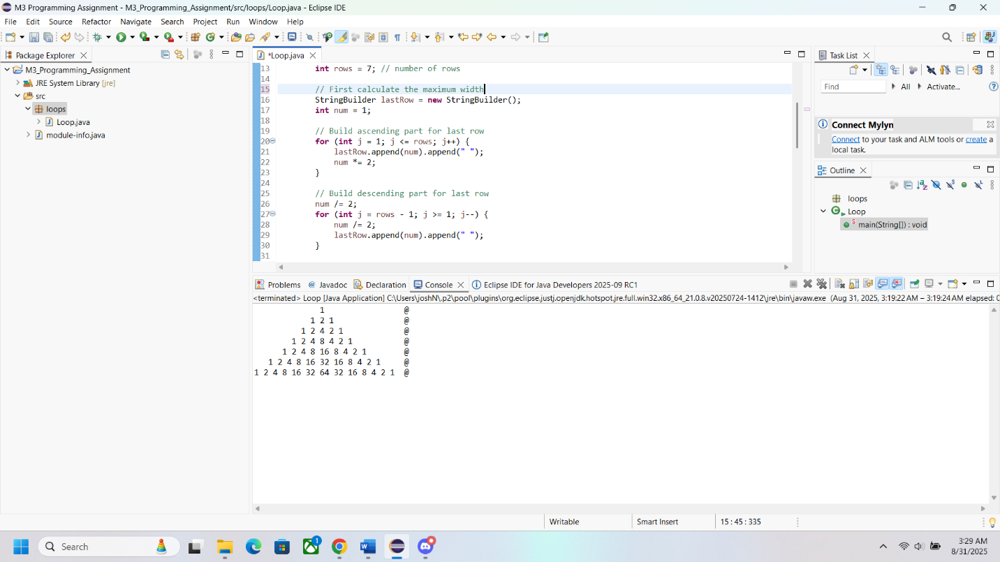 M3 Programming Assignment - M3_Programming_Assignment/src/loops/Loop.java - Eclipse IDE
File Edit Source Refactor Navigate Search Project Run Window Help
Package Explorer
M3_Programming_Assignment
JRE System Library [jre]
src
loops
Loop.java
module-info.java
*Loop.java
13 int rows = 7; // number of rows
14
15 // First calculate the maximum width
16 StringBuilder lastRow = new StringBuilder();
17 int num = 1;
18
19 // Build ascending part for last row
20 for (int j = 1; j <= rows; j++) {
21 lastRow.append(num).append(" ");
22 num *= 2;
23 }
24
25 // Build descending part for last row
26 num /= 2;
27 for (int j = rows - 1; j >= 1; j--) {
28 num /= 2;
29 lastRow.append(num).append(" ");
30 }
31
Task List
Find All Activate...
Connect Mylyn
Connect to your task and ALM tools or create a
local task.
Outline
loops
Loop
main(String[]) : void
Problems @ Javadoc Declaration Console Eclipse IDE for Java Developers 2025-09 RC1
<terminated> Loop [Java Application] C:\Users\joshN\.p2\pool\plugins\org.eclipse.justj.openjdk.hotspot.jre.full.win32.x86_64_21.0.8.v20250724-1412\jre\bin\javaw.exe (Aug 31, 2025, 3:19:22 AM – 3:19:24 AM elapsed: 0
1 @
1 2 1 @
1 2 4 2 1 @
1 2 4 8 4 2 1 @
1 2 4 8 16 8 4 2 1 @
1 2 4 8 16 32 16 8 4 2 1 @
1 2 4 8 16 32 64 32 16 8 4 2 1 @
Writable Smart Insert 15 : 45 : 335
Search
1
3:29 AM
8/31/2025